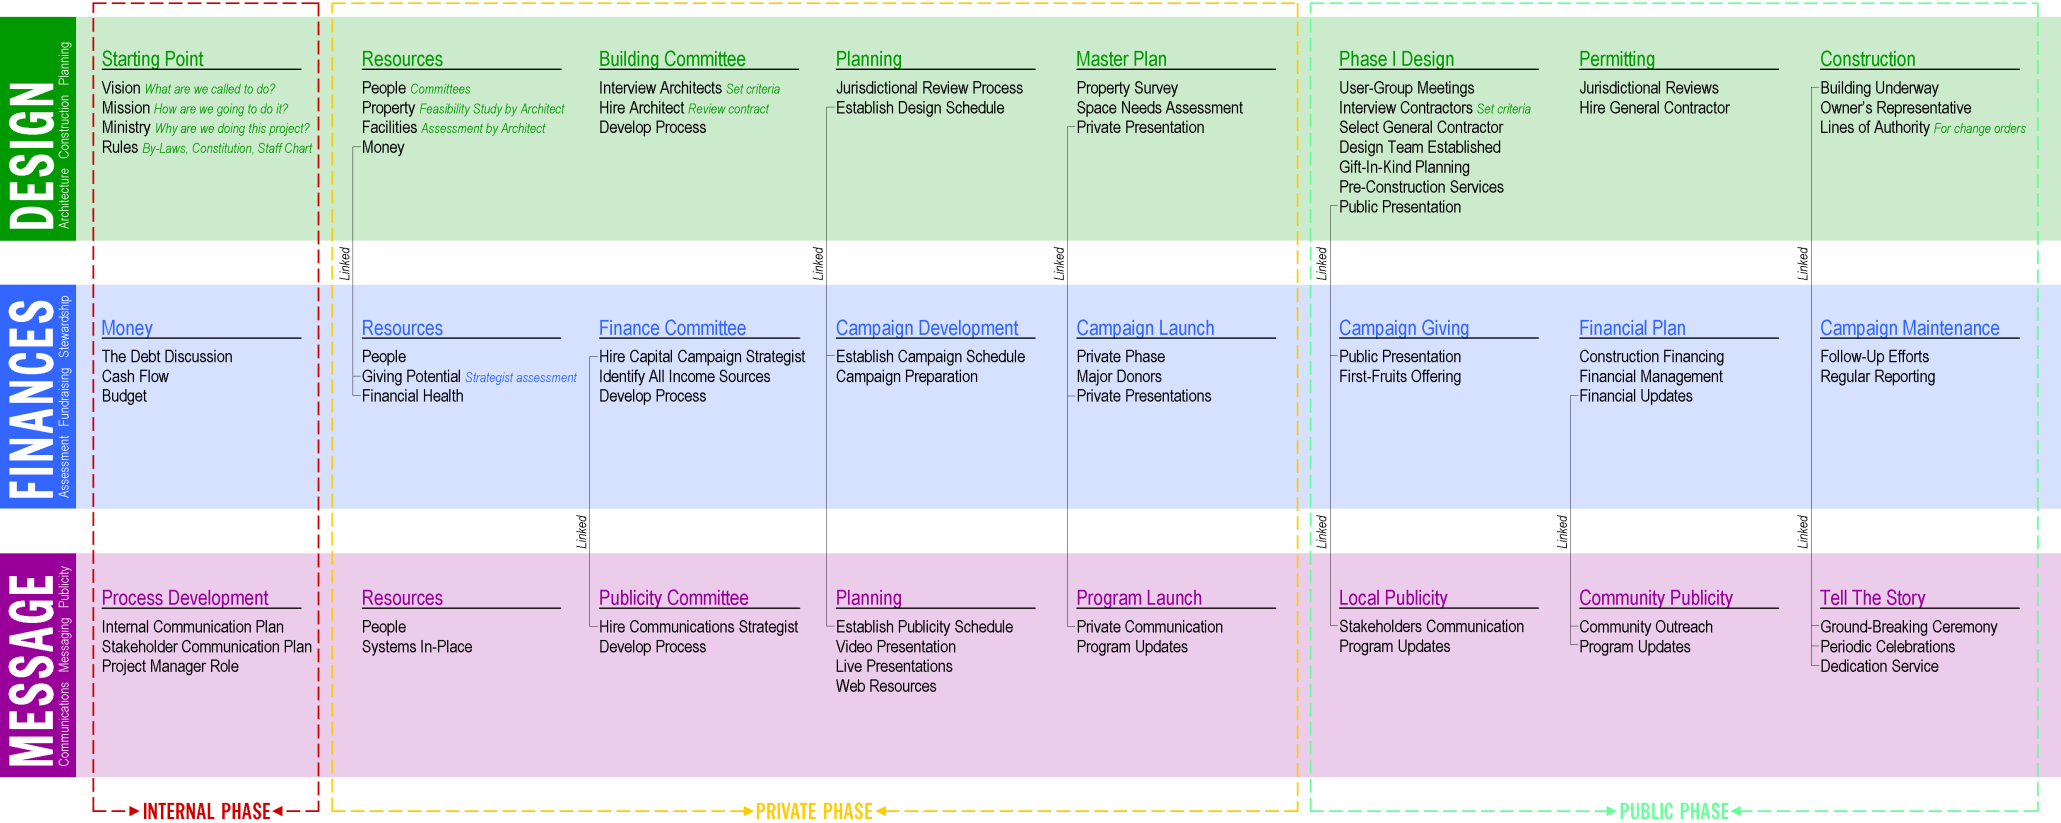 DESIGN
Architecture Construction Planning
Starting Point
Vision What are we called to do?
Mission How are we going to do it?
Ministry Why are we doing this project?
Rules By-Laws, Constitution, Staff Chart
Resources
People Committees
Property Feasibility Study by Architect
Facilities Assessment by Architect
Money
Building Committee
Interview Architects Set criteria
Hire Architect Review contract
Develop Process
Planning
Jurisdictional Review Process
Establish Design Schedule
Master Plan
Property Survey
Space Needs Assessment
Private Presentation
Phase I Design
User-Group Meetings
Interview Contractors Set criteria
Select General Contractor
Design Team Established
Gift-In-Kind Planning
Pre-Construction Services
Public Presentation
Permitting
Jurisdictional Reviews
Hire General Contractor
Construction
Building Underway
Owner's Representative
Lines of Authority For change orders
Linked
Linked
Linked
Linked
Linked
FINANCES
Assessment Fundraising Stewardship
Money
The Debt Discussion
Cash Flow
Budget
Resources
People
Giving Potential Strategist assessment
Financial Health
Finance Committee
Hire Capital Campaign Strategist
Identify All Income Sources
Develop Process
Campaign Development
Establish Campaign Schedule
Campaign Preparation
Campaign Launch
Private Phase
Major Donors
Private Presentations
Campaign Giving
Public Presentation
First-Fruits Offering
Financial Plan
Construction Financing
Financial Management
Financial Updates
Campaign Maintenance
Follow-Up Efforts
Regular Reporting
Linked
Linked
Linked
Linked
MESSAGE
Communications Messaging Publicity
Process Development
Internal Communication Plan
Stakeholder Communication Plan
Project Manager Role
Resources
People
Systems In-Place
Publicity Committee
Hire Communications Strategist
Develop Process
Planning
Establish Publicity Schedule
Video Presentation
Live Presentations
Web Resources
Program Launch
Private Communication
Program Updates
Local Publicity
Stakeholders Communication
Program Updates
Community Publicity
Community Outreach
Program Updates
Tell The Story
Ground-Breaking Ceremony
Periodic Celebrations
Dedication Service
INTERNAL PHASE
PRIVATE PHASE
PUBLIC PHASE